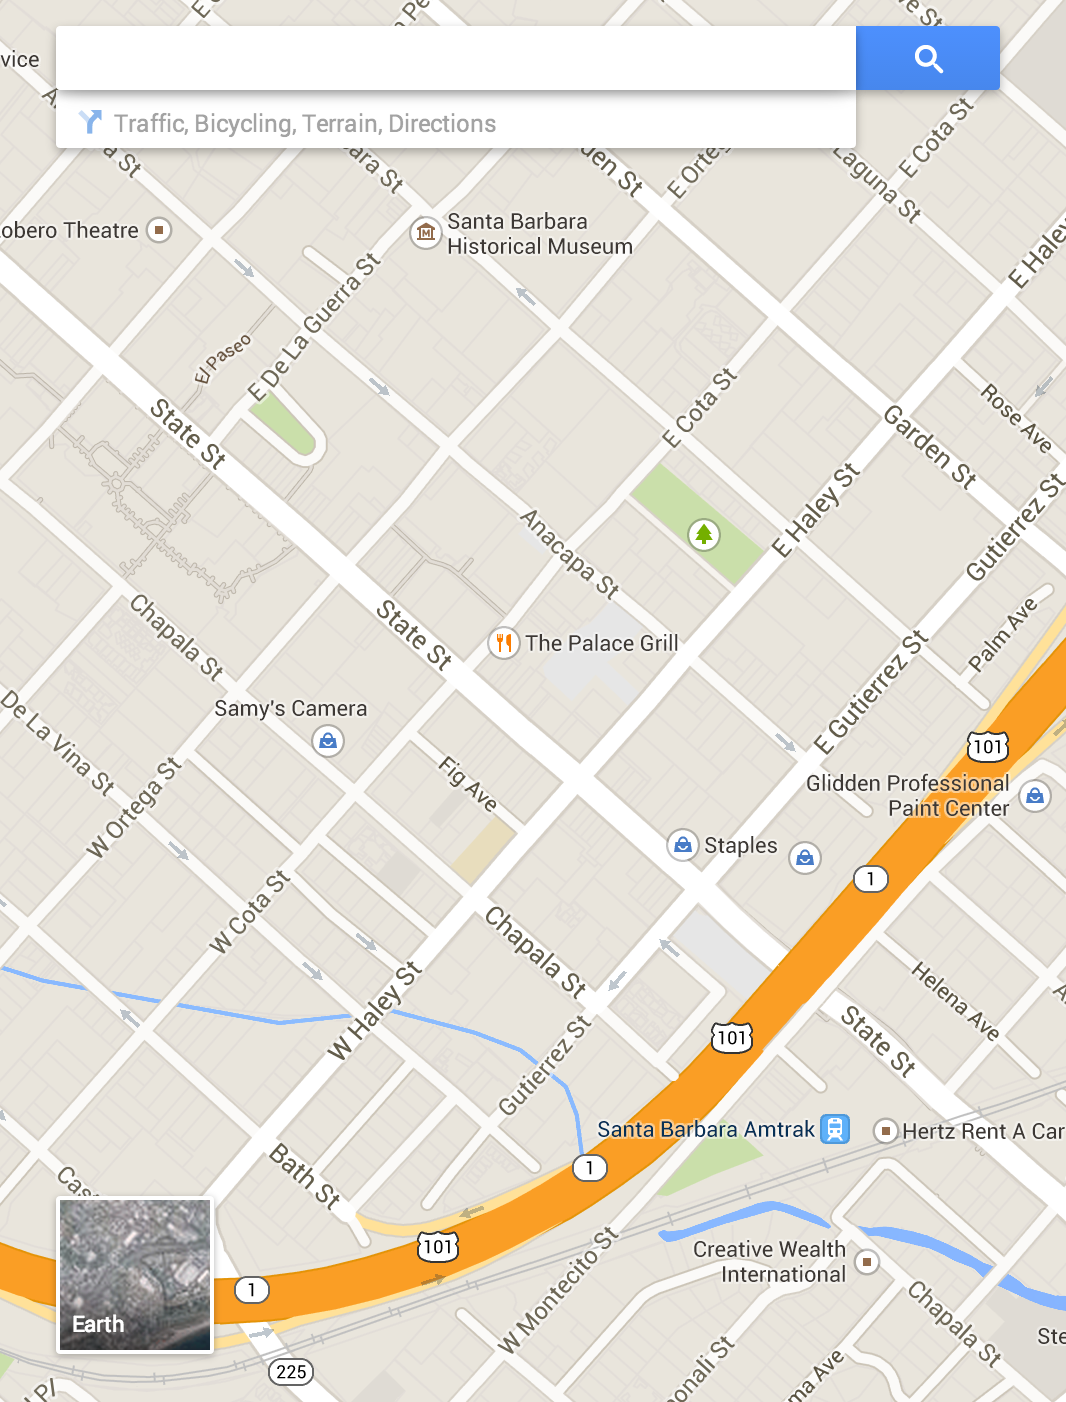 vice
Traffic, Bicycling, Terrain, Directions
Laguna St
E Cota St
E Haley
Lobero Theatre
Santa Barbara
Historical Museum
E De La Guerra St
El Paseo
State St
E Cota St
Rose Ave
Garden St
E Haley St
Gutierrez St
Anacapa St
Chapala St
State St
The Palace Grill
Palm Ave
E Gutierrez St
Samy's Camera
De La Vina St
W Ortega St
Fig Ave
101
Glidden Professional
Paint Center
Staples
1
W Cota St
Chapala St
W Haley St
Helena Ave
101
State St
Gutierrez St
Santa Barbara Amtrak
Hertz Rent A Car
1
Bath St
101
Creative Wealth
International
W Montecito St
1
Chapala St
Earth
225
Ste